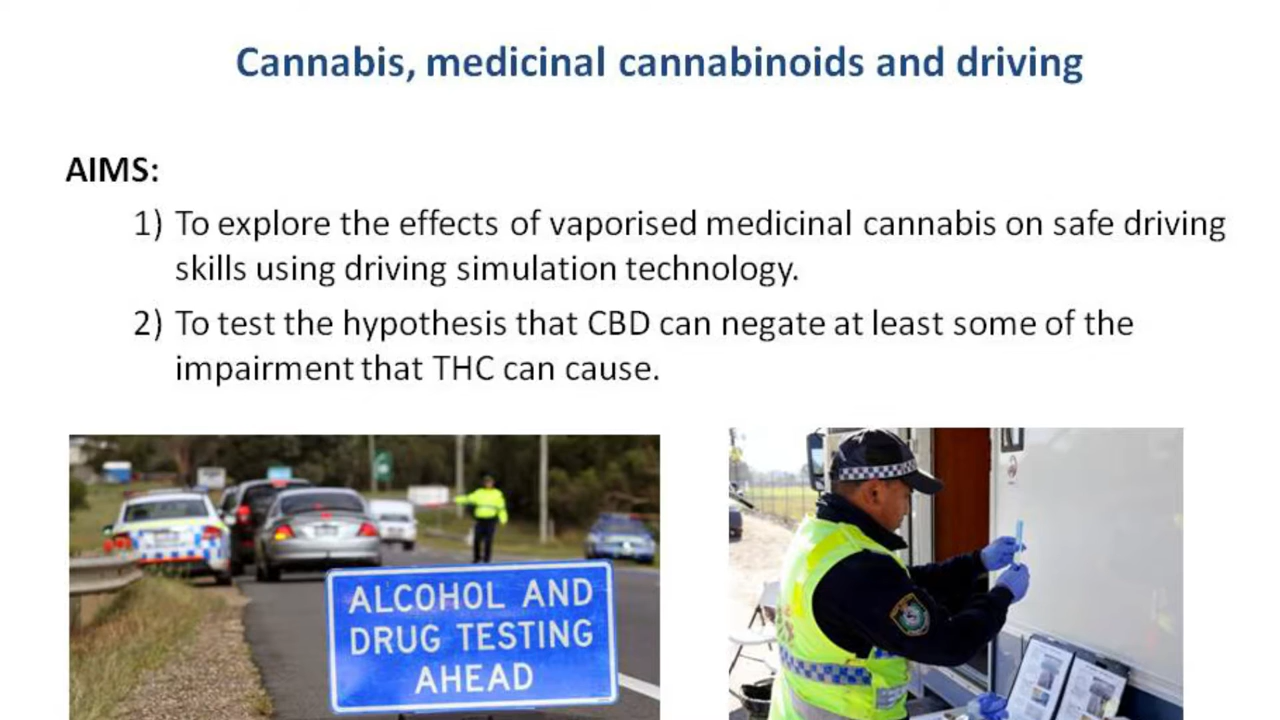 Cannabis, medicinal cannabinoids and driving
AIMS:
1) To explore the effects of vaporised medicinal cannabis on safe driving
skills using driving simulation technology.
2) To test the hypothesis that CBD can negate at least some of the
impairment that THC can cause.
ALCOHOL AND
DRUG TESTING
AHEAD